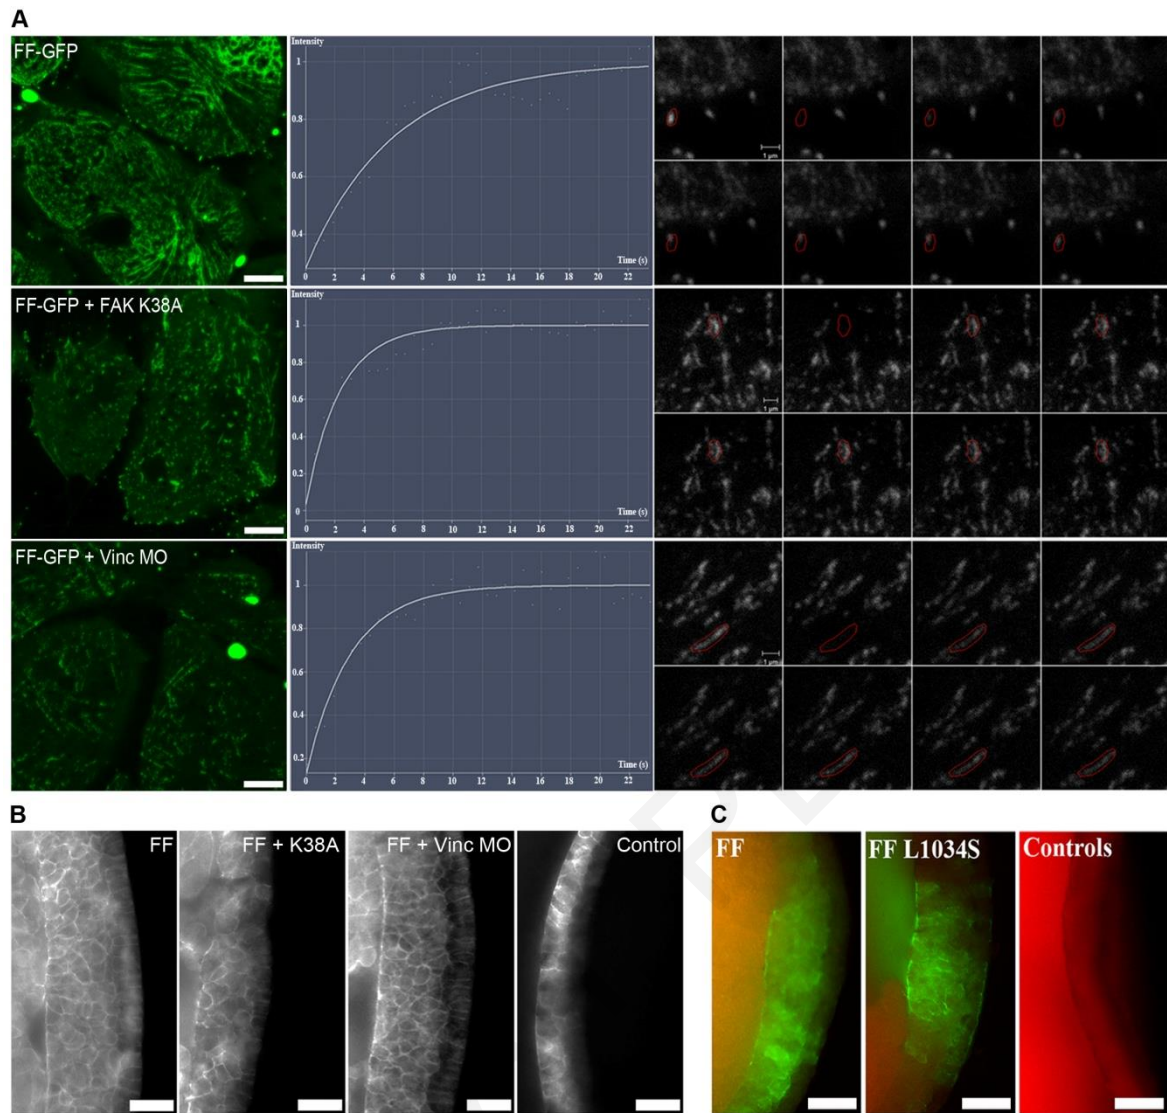 A
FF-GFP
Intensity
1
0.8
0.6
0.4
Time (s)
0 2 4 6 8 10 12 14 16 18 20 22
1 µm
FF-GFP + FAK K38A
Intensity
1
0.8
0.6
0.4
0.2
0
Time (s)
0 2 4 6 8 10 12 14 16 18 20 22
1 µm
FF-GFP + Vinc MO
Intensity
1
0.8
0.6
0.4
0.2
Time (s)
0 2 4 6 8 10 12 14 16 18 20 22
1 µm
B
FF
FF + K38A
FF + Vinc MO
Control
C
FF
FF L1034S
Controls